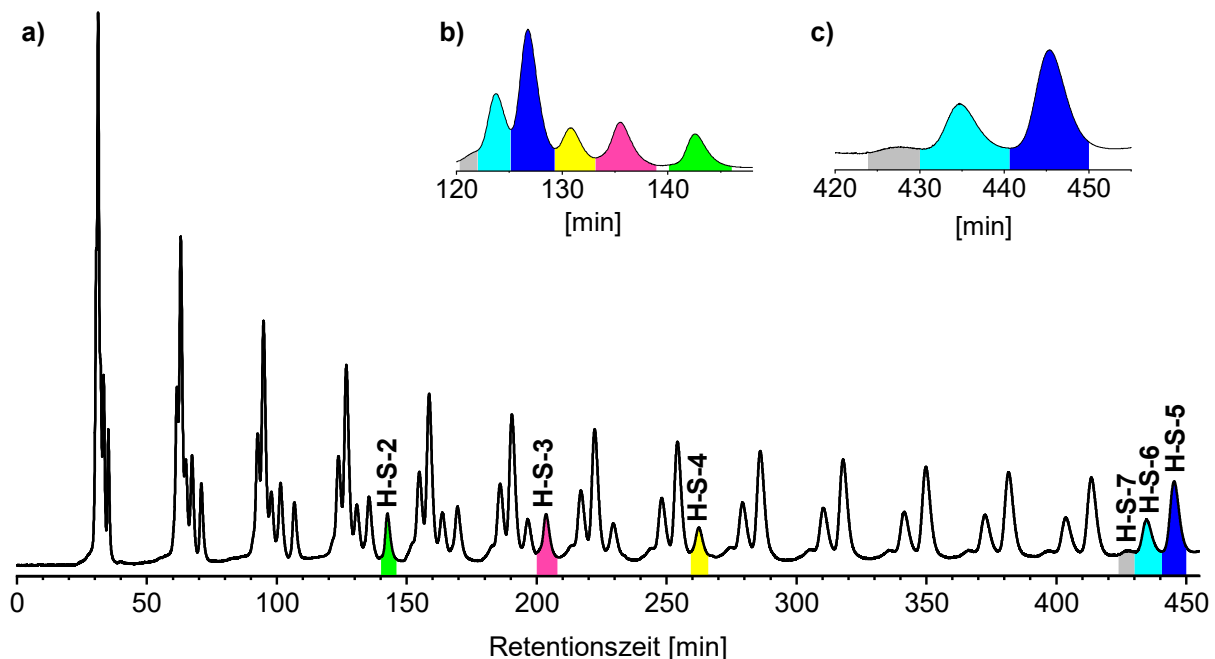 a)
b)
c)
120 130 140
[min]
420 430 440 450
[min]
H-S-2
H-S-3
H-S-4
H-S-7
H-S-6
H-S-5
0 50 100 150 200 250 300 350 400 450
Retentionszeit [min]